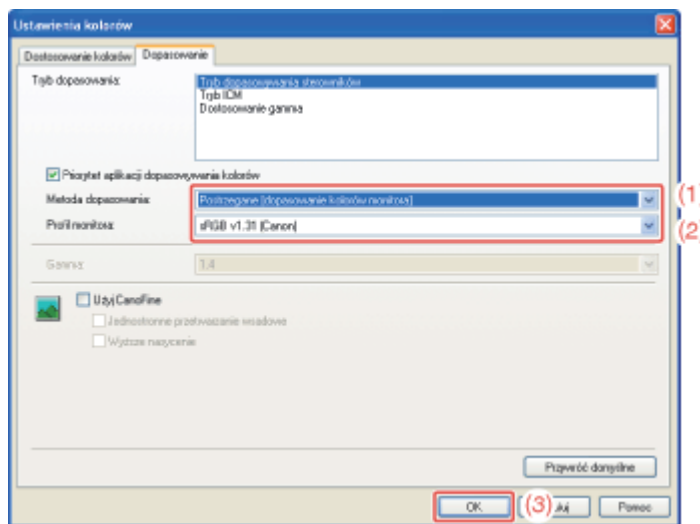 Ustawienia kolorów
Dostosowanie kolorów Dopasowanie
Tryb dopasowania:
Tryb dopasowywania sterowników
Tryb ICM
Dostosowanie gamma
Priorytet aplikacji dopasowywania kolorów
Metoda dopasowania: Postrzegane [dopasowanie kolorów monitora] (1)
Profil monitora: sRGB v1.31 (Canon) (2)
Gamma: 1,4
Użyj CanoFine
Jednostronne przetwarzanie wsadowe
Wyższe nasycenie
Przywróć domyślne
OK (3) Pomoc